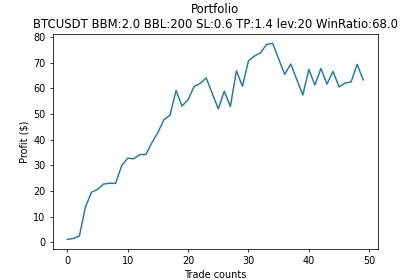 Portfolio
BTCUSDT BBM:2.0 BBL:200 SL:0.6 TP:1.4 lev:20 WinRatio:68.0
80
70
60
50
40
30
20
10
0
Profit ($)
0 10 20 30 40 50
Trade counts